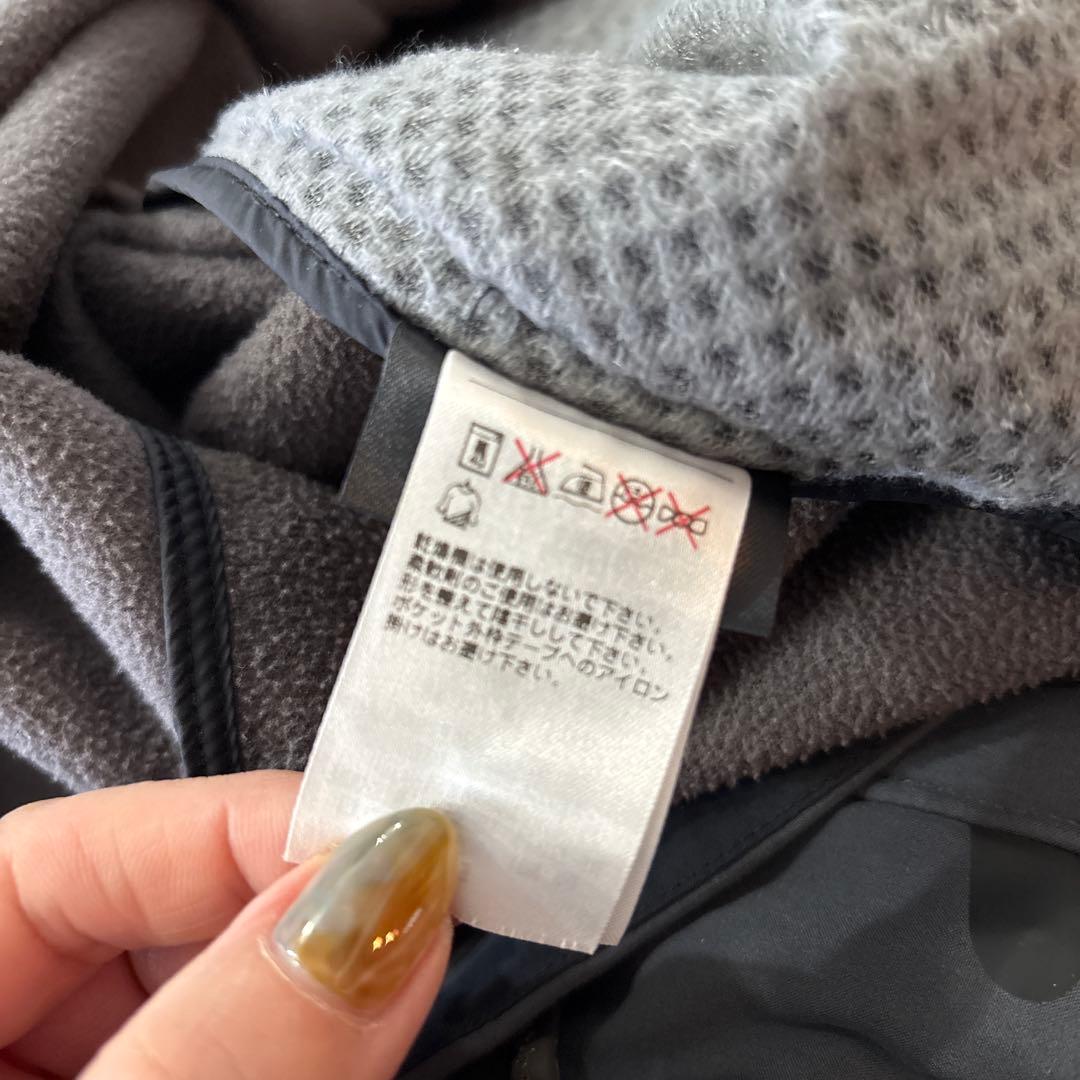 乾燥機は使用しないで下さい。
柔軟剤のご使用はお避け下さい。
形を整えて陰干しして下さい。
ポケット外枠テープへのアイロン
掛けはお避け下さい。